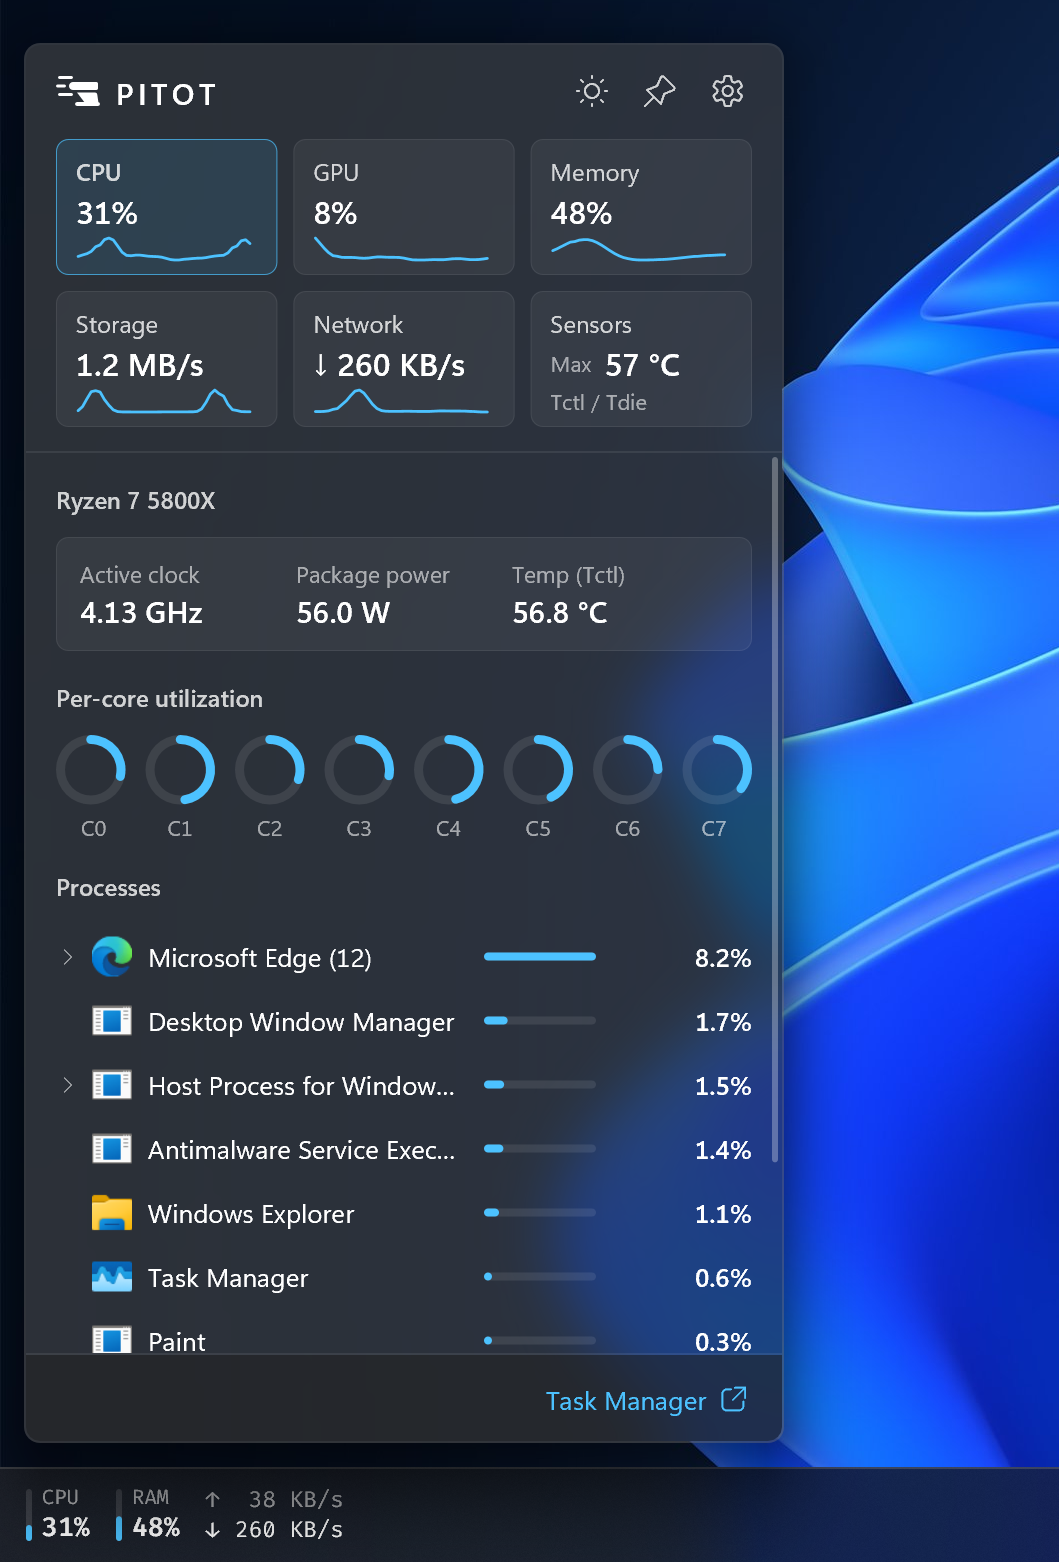 PITOT
CPU
31%
GPU
8%
Memory
48%
Storage
1.2 MB/s
Network
↓ 260 KB/s
Sensors
Max 57 °C
Tctl / Tdie
Ryzen 7 5800X
Active clock
4.13 GHz
Package power
56.0 W
Temp (Tctl)
56.8 °C
Per-core utilization
C0 C1 C2 C3 C4 C5 C6 C7
Processes
Microsoft Edge (12) 8.2%
Desktop Window Manager 1.7%
Host Process for Window... 1.5%
Antimalware Service Exec... 1.4%
Windows Explorer 1.1%
Task Manager 0.6%
Paint 0.3%
Task Manager
CPU
31%
RAM
48%
↑ 38 KB/s
↓ 260 KB/s